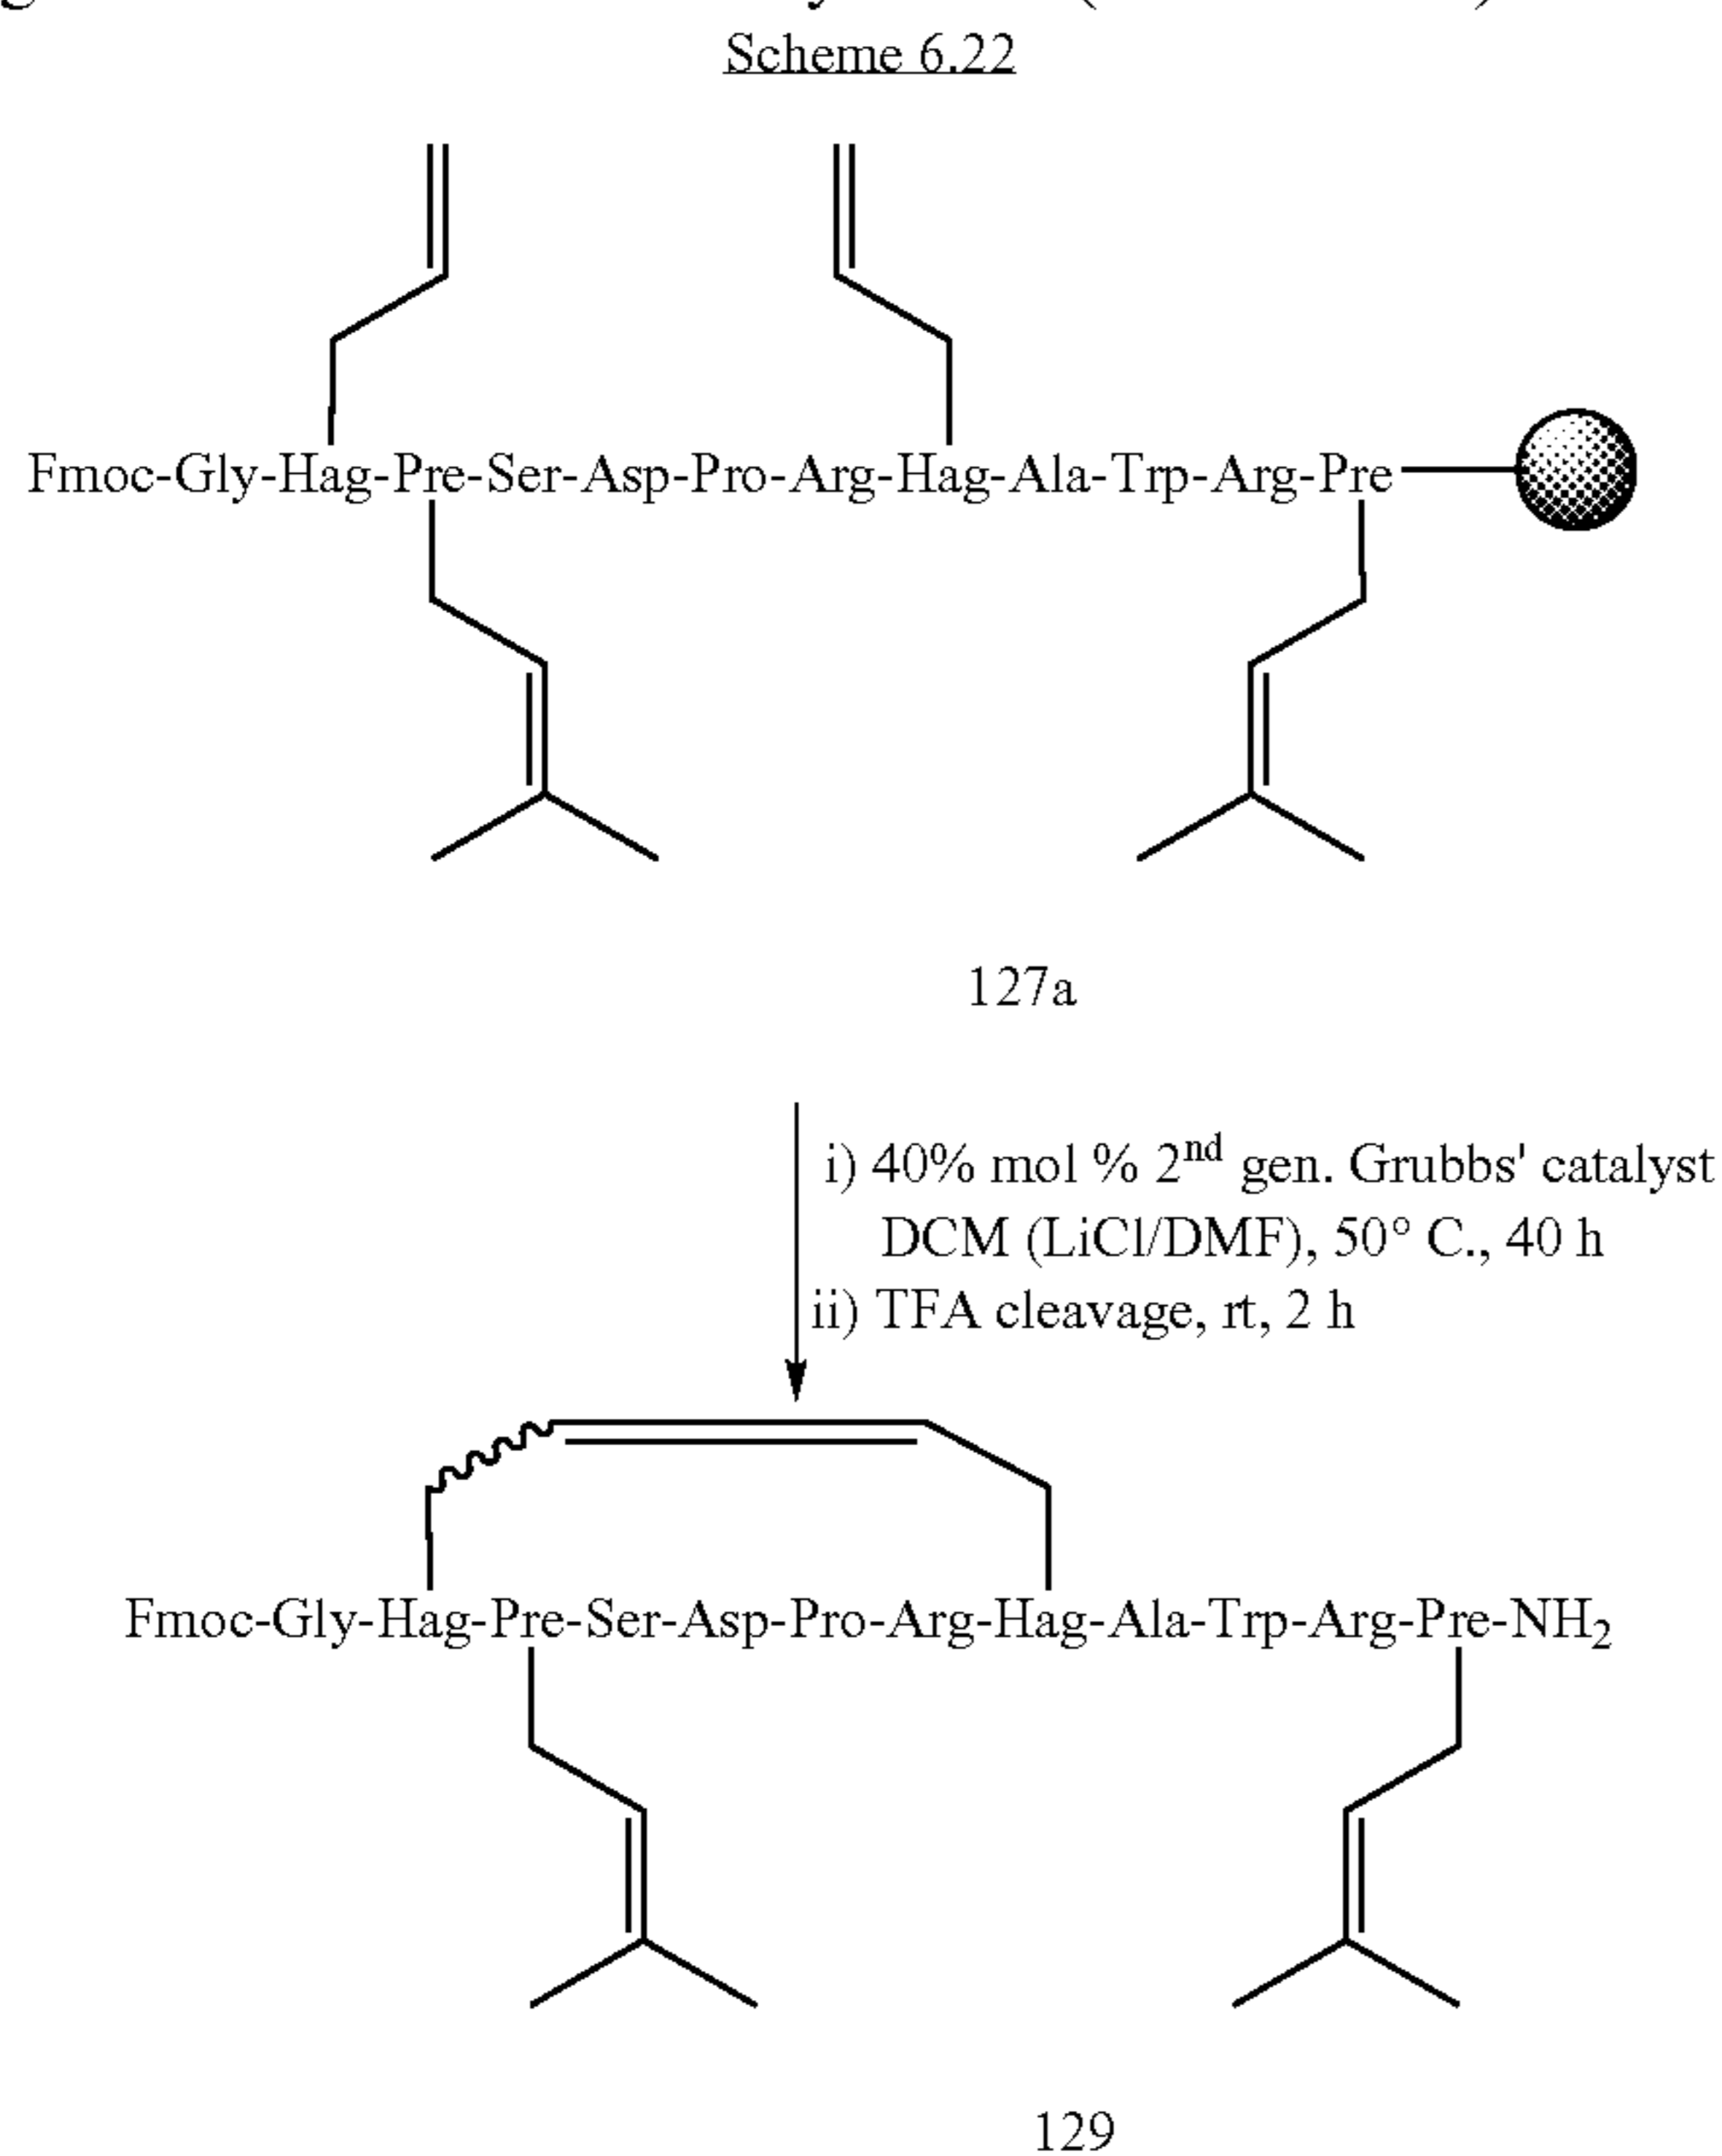 Scheme 6.22
Fmoc-Gly-Hag-Pre-Ser-Asp-Pro-Arg-Hag-Ala-Trp-Arg-Pre
127a
i) 40% mol % 2nd gen. Grubbs' catalyst
DCM (LiCl/DMF), 50° C., 40 h
ii) TFA cleavage, rt, 2 h
Fmoc-Gly-Hag-Pre-Ser-Asp-Pro-Arg-Hag-Ala-Trp-Arg-Pre-NH2
129